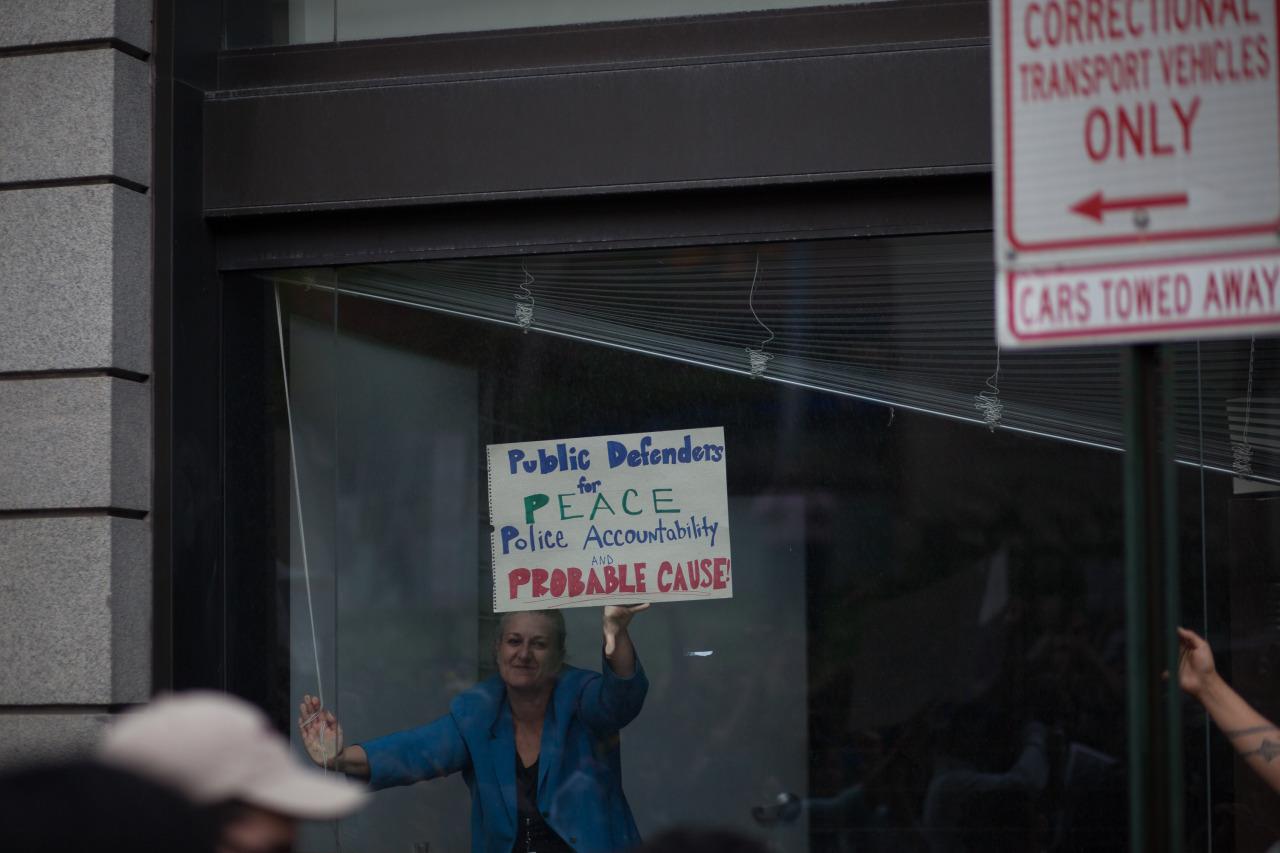 CORRECTIONAL
TRANSPORT VEHICLES
ONLY
CARS TOWED AWAY
Public Defenders
for
PEACE
Police Accountability
AND
PROBABLE CAUSE!